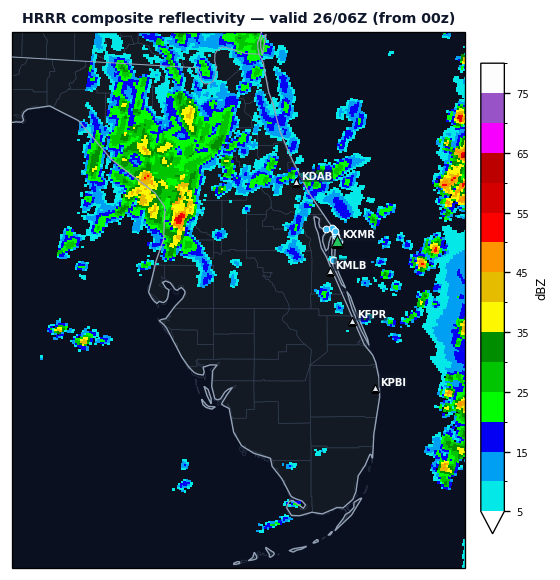 HRRR composite reflectivity — valid 26/06Z (from 00z)
KDAB
KXMR
KMLB
KFPR
KPBI
75
65
55
45
35
25
15
5
dBZ